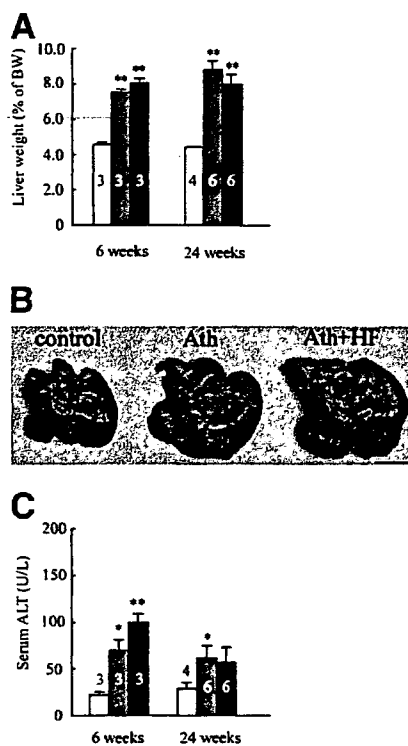 A
Liver weight (% of BW)
10.0
8.0
6.0
4.0
2.0
0.0
** ** ** **
3 3 3 4 6 6
6 weeks 24 weeks
B
control Ath Ath+HF
C
Serum ALT (U/L)
200
150
100
50
0
* ** *
3 3 3 4 6 6
6 weeks 24 weeks